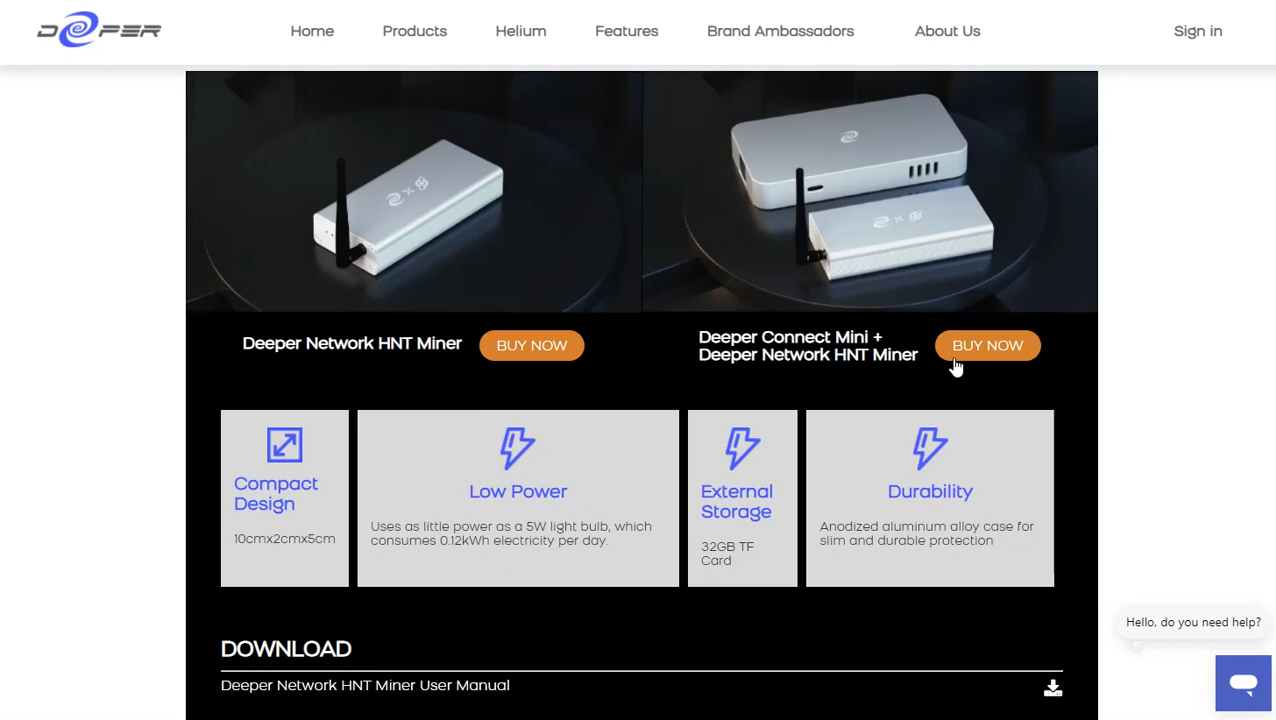 DEEPER
Home
Products
Helium
Features
Brand Ambassadors
About Us
Sign in
Deeper Network HNT Miner
BUY NOW
Deeper Connect Mini +
Deeper Network HNT Miner
BUY NOW
Compact
Design
10cmx2cmx5cm
Low Power
Uses as little power as a 5W light bulb, which
consumes 0.12kWh electricity per day.
External
Storage
32GB TF
Card
Durability
Anodized aluminum alloy case for
slim and durable protection
Hello, do you need help?
DOWNLOAD
Deeper Network HNT Miner User Manual